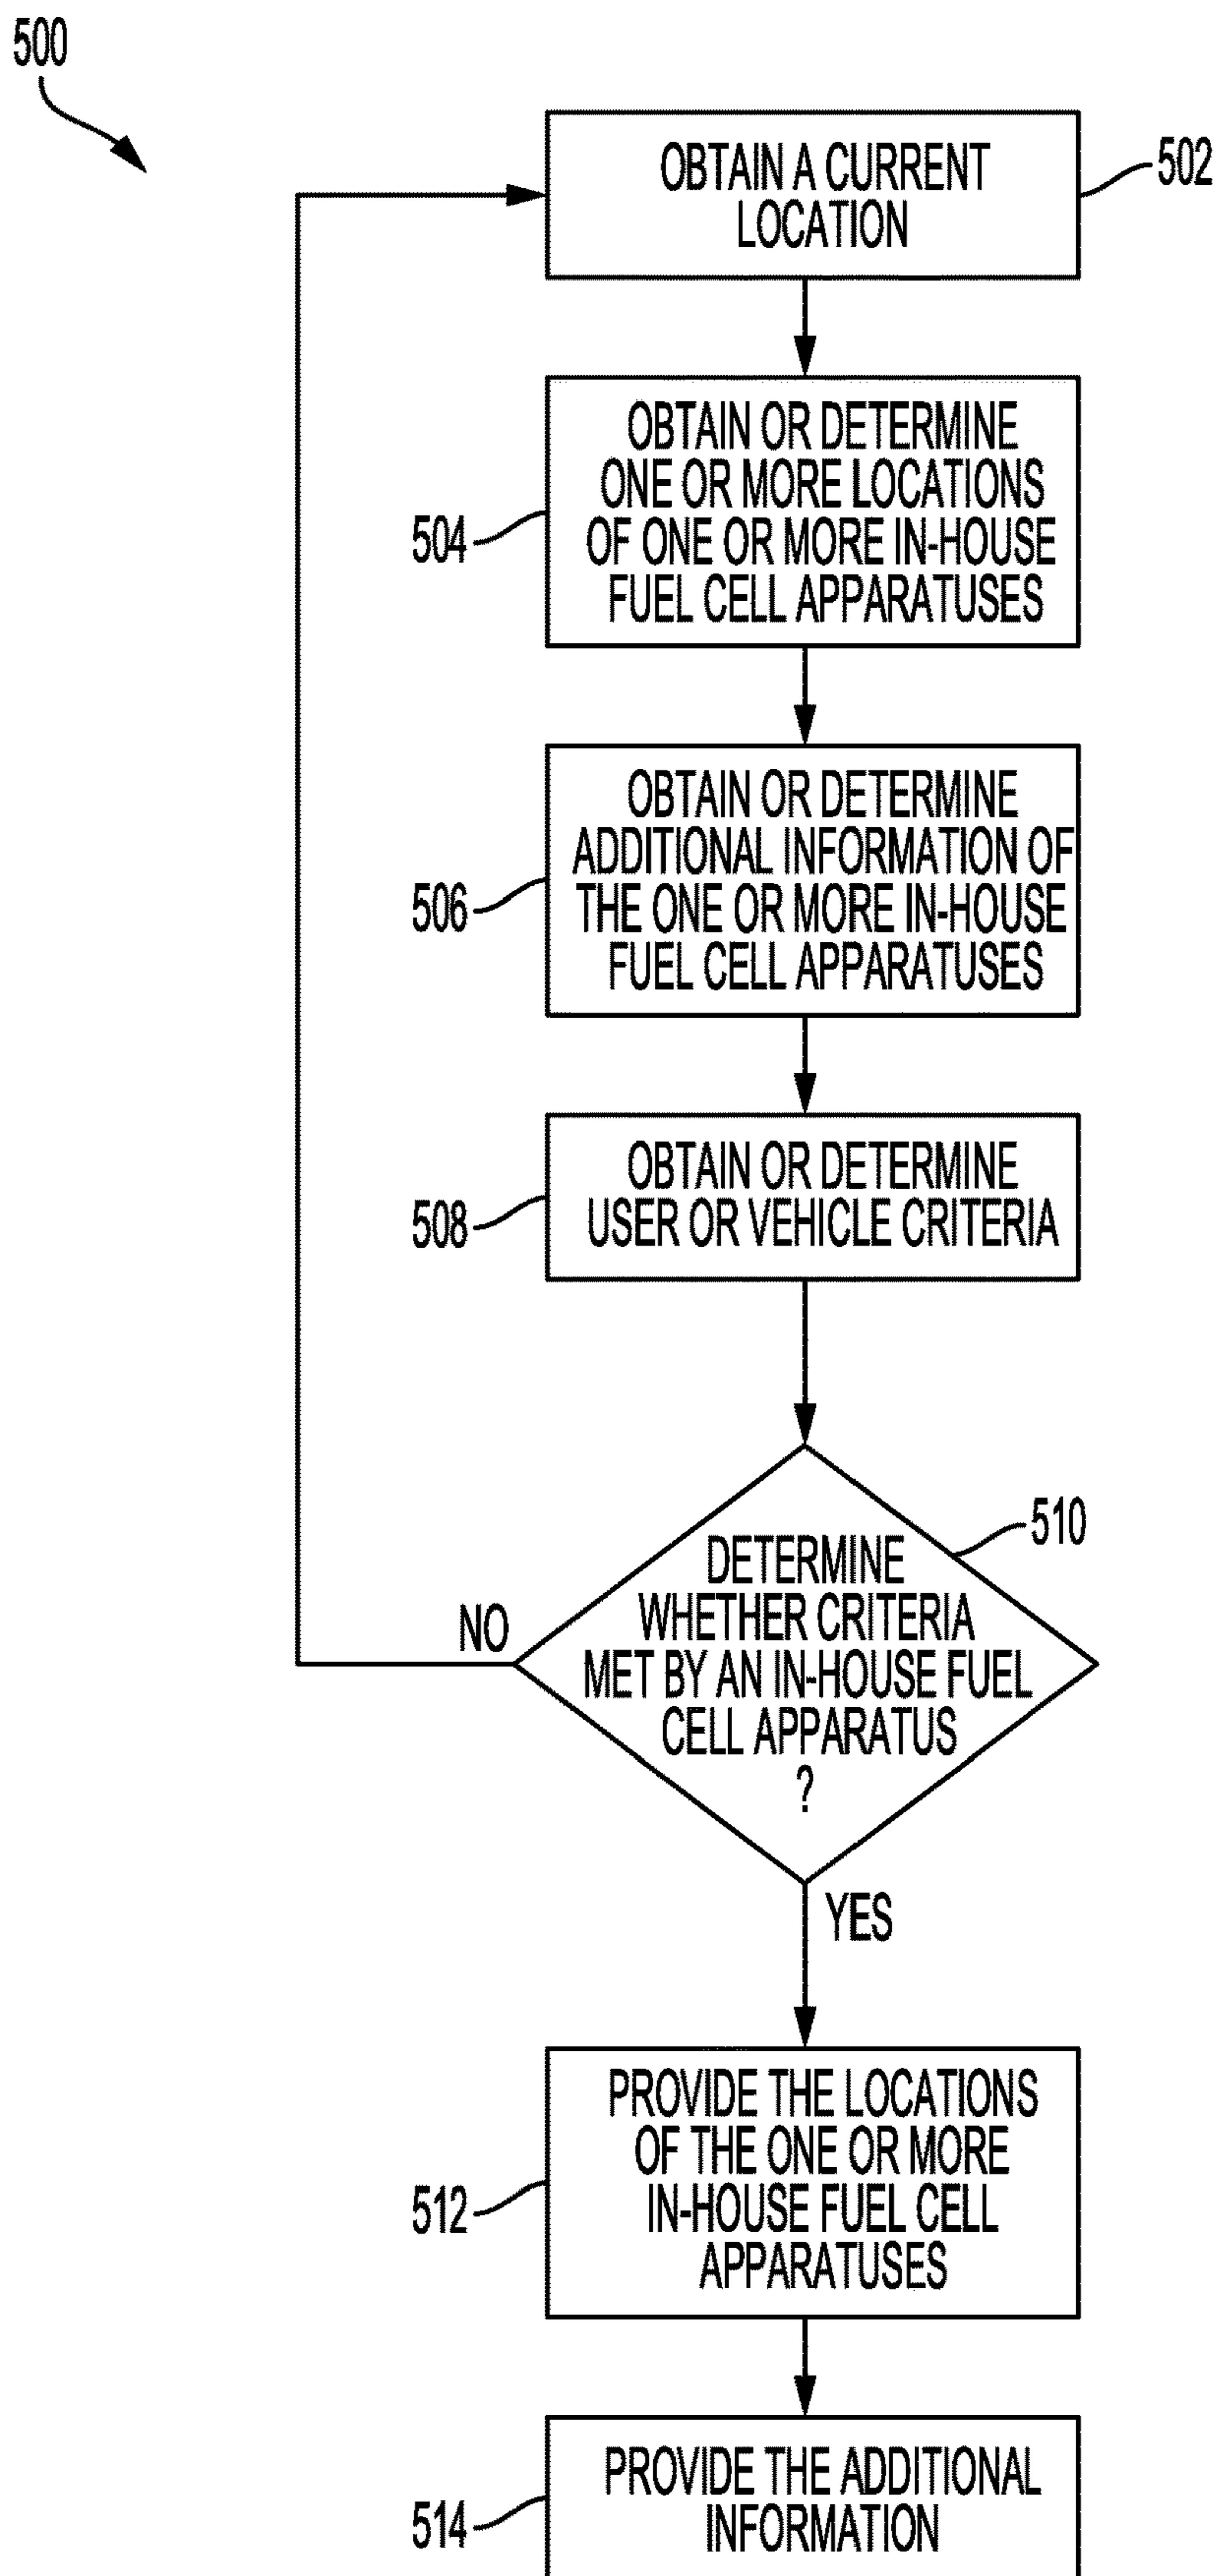 500
OBTAIN A CURRENT
LOCATION
502
OBTAIN OR DETERMINE
ONE OR MORE LOCATIONS
OF ONE OR MORE IN-HOUSE
FUEL CELL APPARATUSES
504
OBTAIN OR DETERMINE
ADDITIONAL INFORMATION OF
THE ONE OR MORE IN-HOUSE
FUEL CELL APPARATUSES
506
OBTAIN OR DETERMINE
USER OR VEHICLE CRITERIA
508
DETERMINE
WHETHER CRITERIA
MET BY AN IN-HOUSE FUEL
CELL APPARATUS
?
510
NO
YES
PROVIDE THE LOCATIONS
OF THE ONE OR MORE
IN-HOUSE FUEL CELL
APPARATUSES
512
PROVIDE THE ADDITIONAL
INFORMATION
514